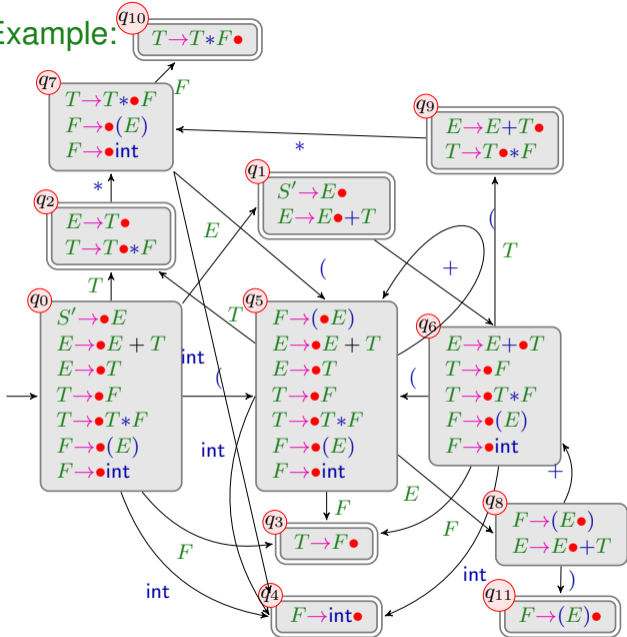 Example:
q10
T→T*F●
q7
F
T→T*●F
F→●(E)
F→●int
q9
E→E+T●
T→T●*F
*
q1
S′→E●
E→E●+T
*
q2
E→T●
T→T●*F
E
(
(
+
T
T
q0
S′→●E
E→●E + T
E→●T
T→●F
T→●T*F
F→●(E)
F→●int
T
int
(
q5
F→(●E)
E→●E + T
E→●T
T→●F
T→●T*F
F→●(E)
F→●int
(
q6
E→E+●T
T→●F
T→●T*F
F→●(E)
F→●int
int
F
E
+
q3
T→F●
F
F
q8
F→(E●)
E→E●+T
int
int
)
q4
F→int●
q11
F→(E)●